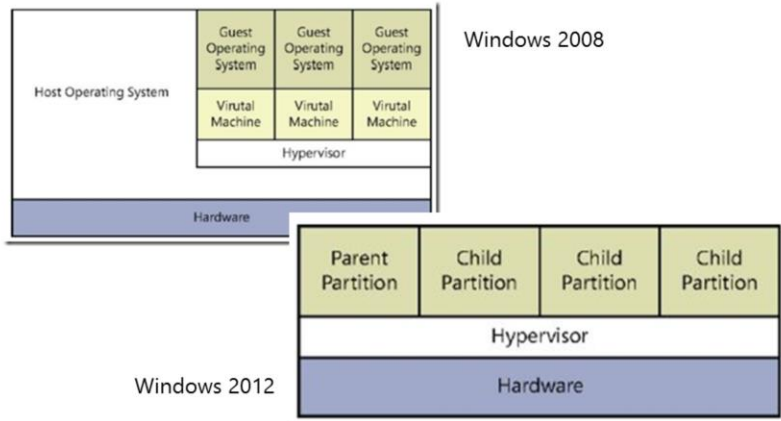 Windows 2008
Guest
Operating
System
Guest
Operating
System
Guest
Operating
System
Host Operating System
Virutal
Machine
Virutal
Machine
Virutal
Machine
Hypervisor
Hardware
Parent
Partition
Child
Partition
Child
Partition
Child
Partition
Hypervisor
Hardware
Windows 2012